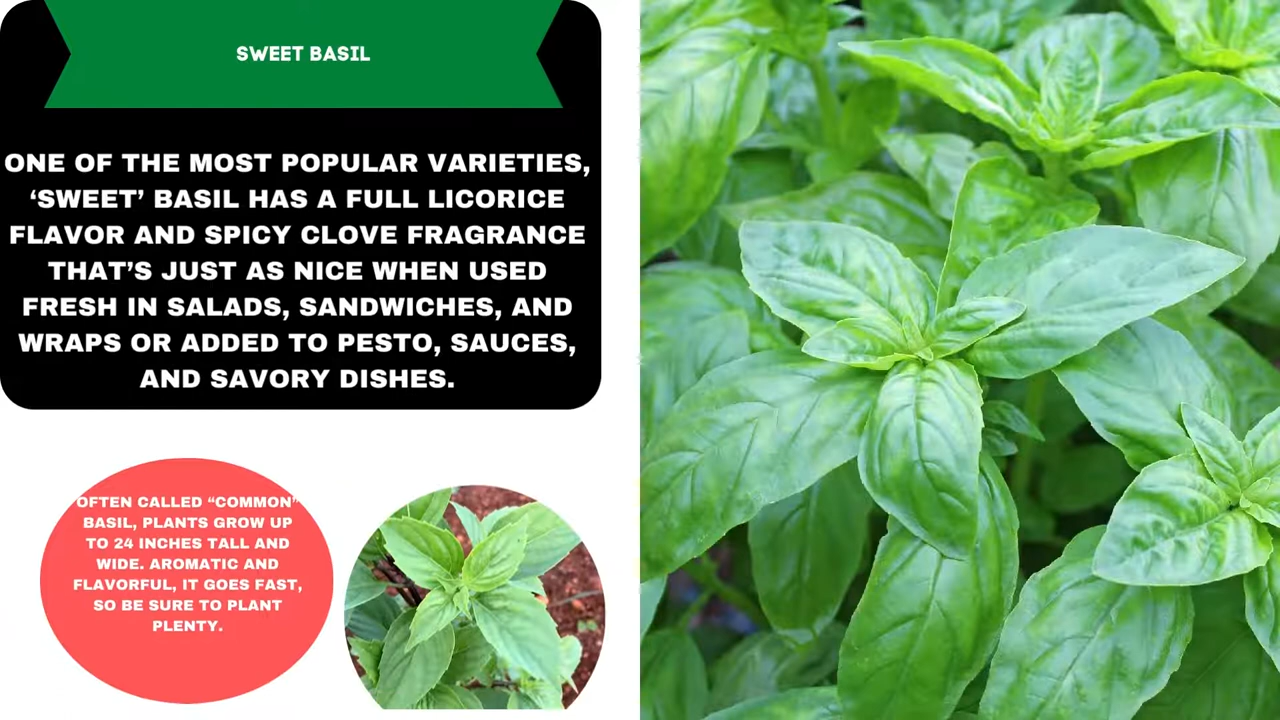 SWEET BASIL
ONE OF THE MOST POPULAR VARIETIES,
‘SWEET’ BASIL HAS A FULL LICORICE
FLAVOR AND SPICY CLOVE FRAGRANCE
THAT’S JUST AS NICE WHEN USED
FRESH IN SALADS, SANDWICHES, AND
WRAPS OR ADDED TO PESTO, SAUCES,
AND SAVORY DISHES.
OFTEN CALLED “COMMON”
BASIL, PLANTS GROW UP
TO 24 INCHES TALL AND
WIDE. AROMATIC AND
FLAVORFUL, IT GOES FAST,
SO BE SURE TO PLANT
PLENTY.